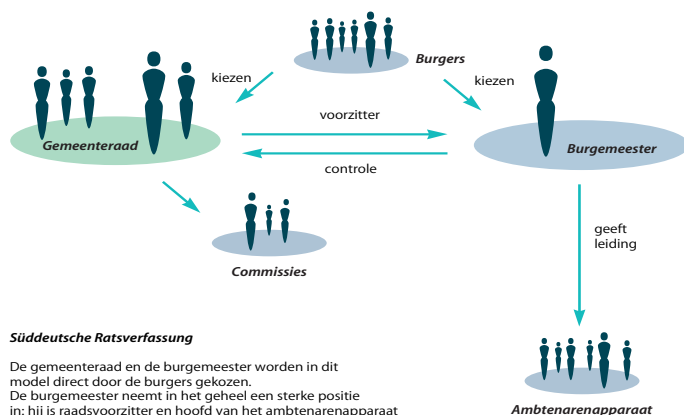 Burgers
kiezen
kiezen
voorzitter
Gemeenteraad
Burgemeester
controle
geeft
leiding
Commissies
Süddeutsche Ratsverfassung
De gemeenteraad en de burgemeester worden in dit
model direct door de burgers gekozen.
De burgemeester neemt in het geheel een sterke positie
in: hij is raadsvoorzitter en hoofd van het ambtenarenapparaat
Ambtenarenapparaat